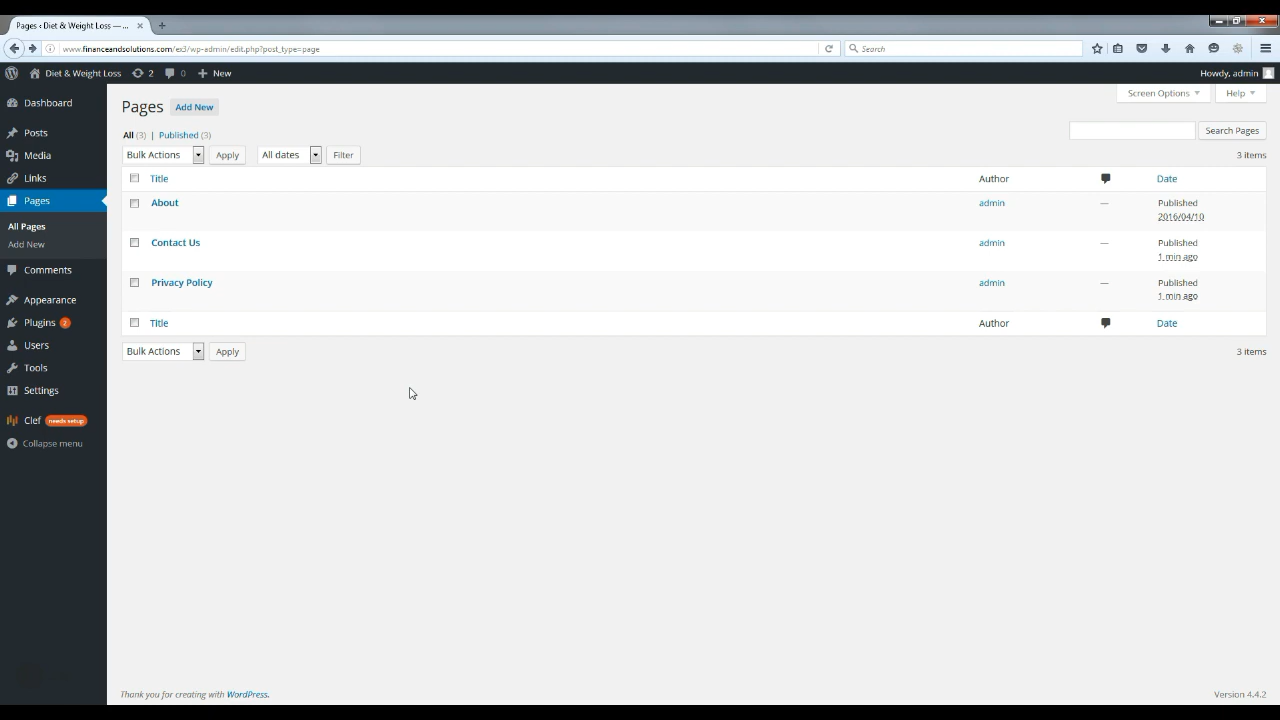 Pages ‹ Diet & Weight Loss — ...
www.financeandsolutions.com/ex3/wp-admin/edit.php?post_type=page
Search
Diet & Weight Loss 2 0 New
Howdy, admin
Dashboard
Posts
Media
Links
Pages
All Pages
Add New
Comments
Appearance
Plugins 2
Users
Tools
Settings
Clef needs setup
Collapse menu
Screen Options
Help
Pages Add New
All (3) | Published (3)
Search Pages
Bulk Actions Apply All dates Filter
3 items
Title Author Date
About admin — Published
2016/04/10
Contact Us admin — Published
1 min ago
Privacy Policy admin — Published
1 min ago
Title Author Date
Bulk Actions Apply
3 items
Thank you for creating with WordPress.
Version 4.4.2